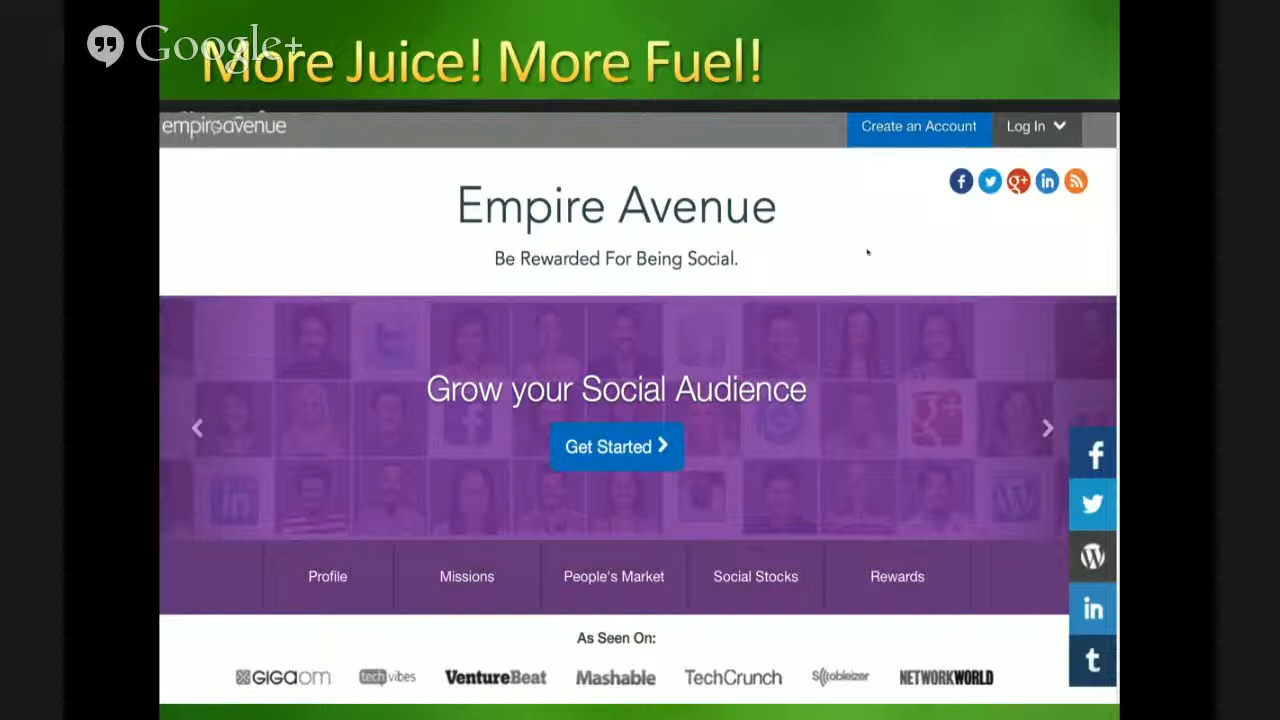 Google+
More Juice! More Fuel!
empireavenue
Create an Account
Log In
Empire Avenue
Be Rewarded For Being Social.
Grow your Social Audience
Get Started
Profile
Missions
People's Market
Social Stocks
Rewards
As Seen On:
GIGAOM
techvibes
VentureBeat
Mashable
TechCrunch
Scobleizer
NETWORKWORLD